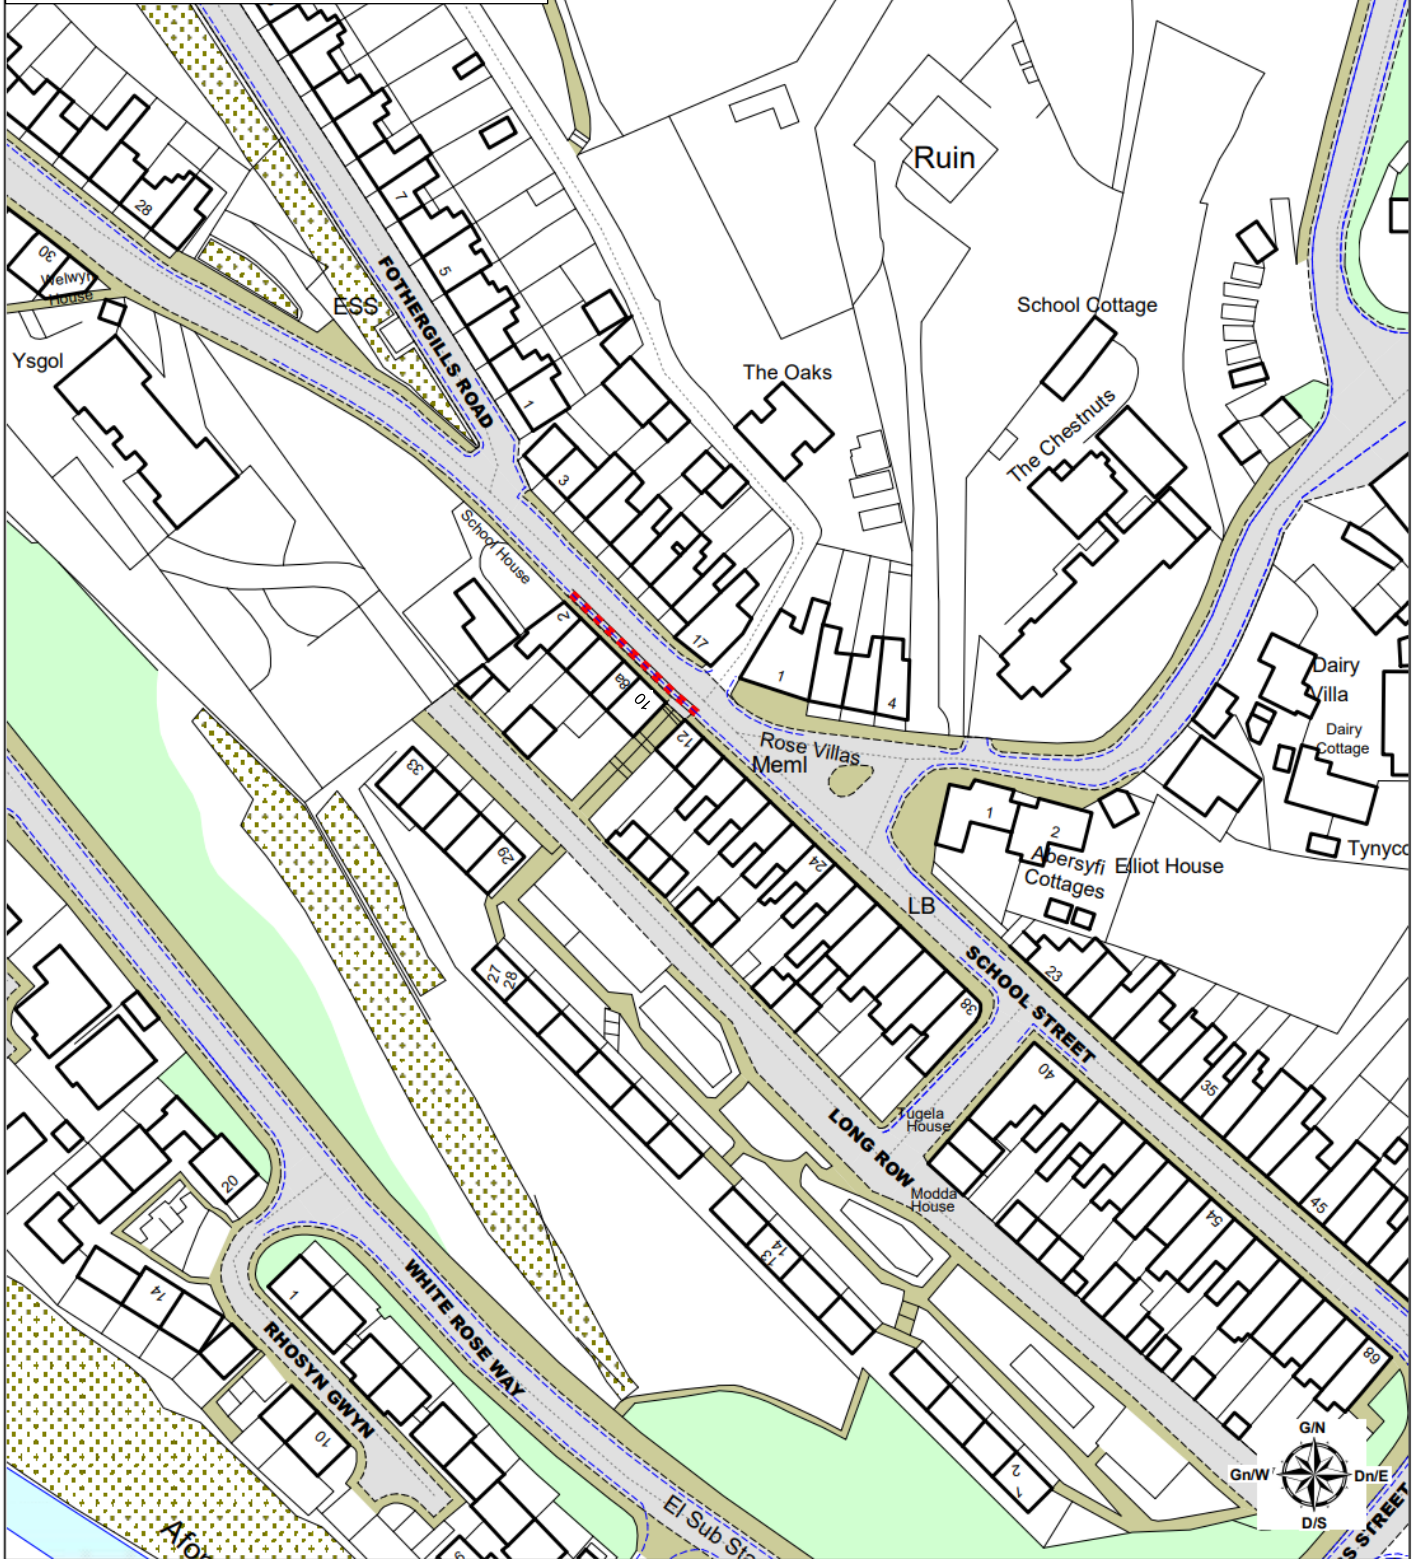 Ruin
28
7
30
Welwyn
House
5
FOTHERGILLS ROAD
ESS
School Cottage
Ysgol
The Oaks
1
The Chestnuts
3
School House
2
17
8a
10
1
4
Dairy
Villa
Dairy
Cottage
12
Rose Villas
Meml
33
29
24
1
2
Abersyfi
Cottages
Elliot House
LB
27
28
38
SCHOOL STREET
23
40
35
Tugela
House
LONG ROW
Modda
House
20
45
54
14
13
14
1
WHITE ROSE WAY
RHOSYN GWYN
10
68
2
1
G/N
Gn/W
Dn/E
D/S
El Sub Sta